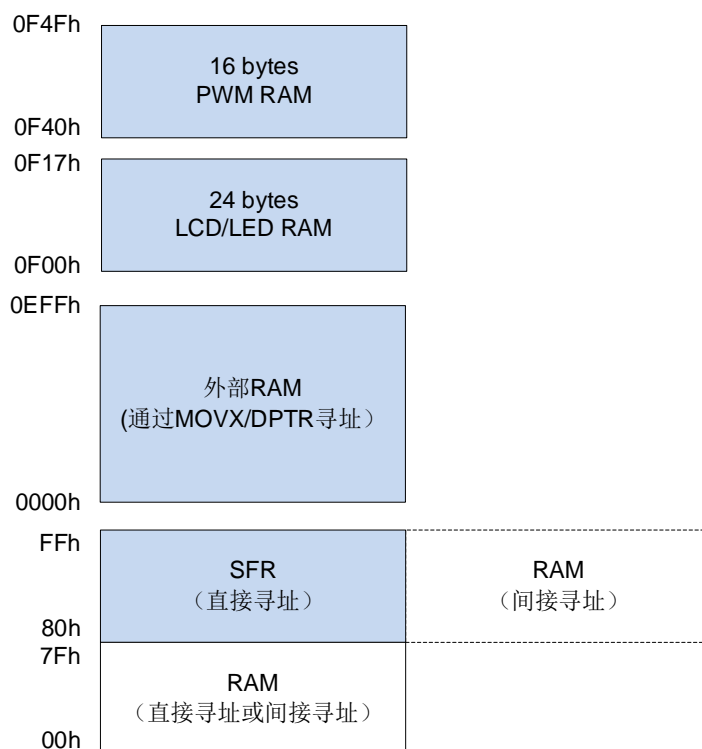 0F4Fh
16 bytes
PWM RAM
0F40h
0F17h
24 bytes
LCD/LED RAM
0F00h
0EFFh
外部RAM
(通过MOVX/DPTR寻址）
0000h
FFh
SFR
（直接寻址）
RAM
（间接寻址）
80h
7Fh
RAM
（直接寻址或间接寻址）
00h